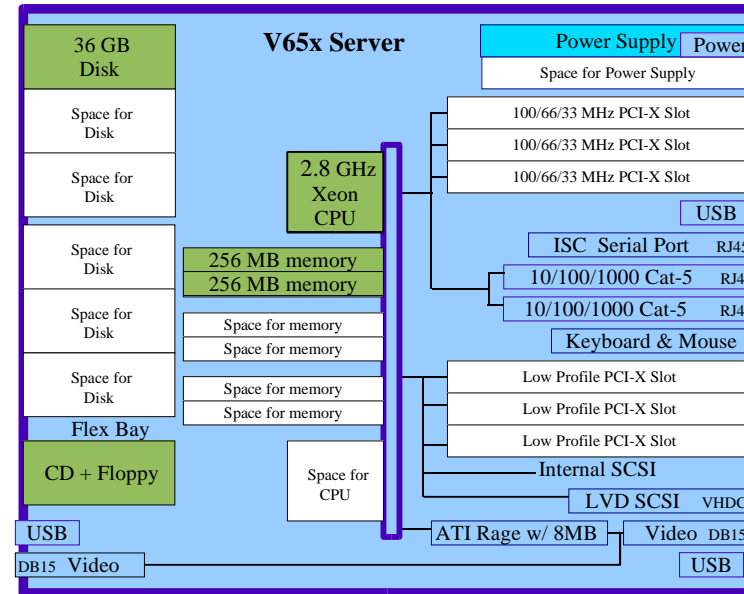 V65x Server
36 GB
Disk
Space for
Disk
Space for
Disk
Space for
Disk
Space for
Disk
Space for
Disk
Flex Bay
CD + Floppy
USB
DB15 Video
2.8 GHz
Xeon
CPU
256 MB memory
256 MB memory
Space for memory
Space for memory
Space for memory
Space for memory
Space for
CPU
Power Supply
Power
Space for Power Supply
100/66/33 MHz PCI-X Slot
100/66/33 MHz PCI-X Slot
100/66/33 MHz PCI-X Slot
USB
ISC Serial Port RJ45
10/100/1000 Cat-5 RJ4
10/100/1000 Cat-5 RJ4
Keyboard & Mouse
Low Profile PCI-X Slot
Low Profile PCI-X Slot
Low Profile PCI-X Slot
Internal SCSI
LVD SCSI VHDC
ATI Rage w/ 8MB
Video DB15
USB